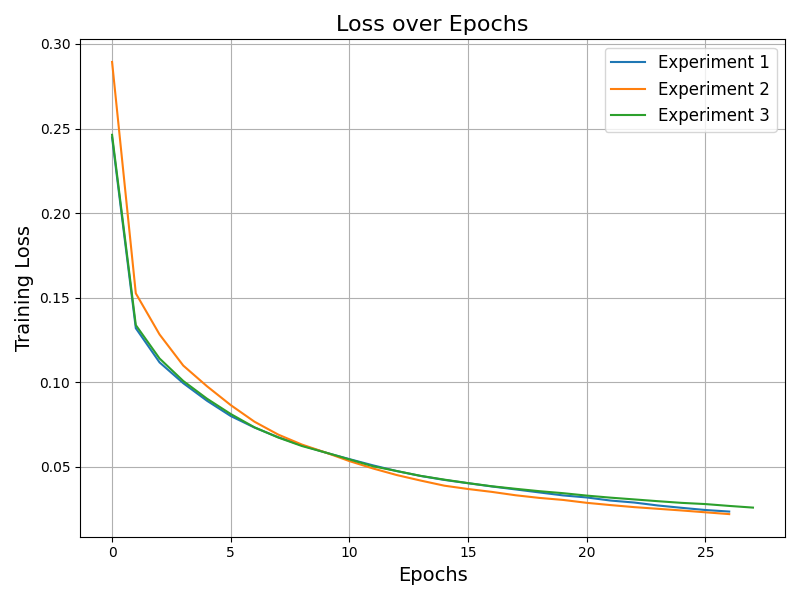 Loss over Epochs
Experiment 1
Experiment 2
Experiment 3
Training Loss
0.30
0.25
0.20
0.15
0.10
0.05
0 5 10 15 20 25
Epochs